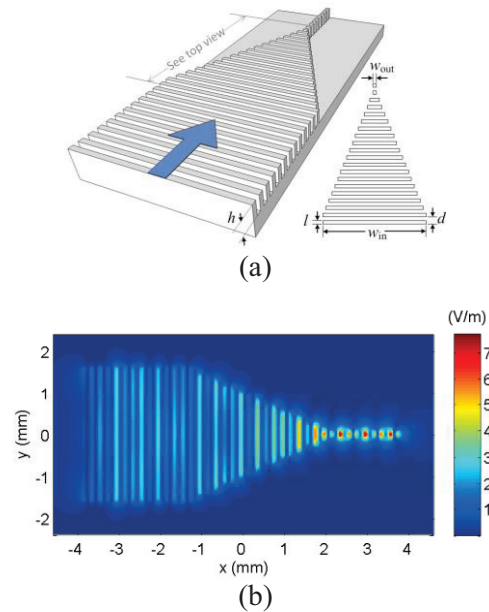 See top view
h
w_out
l
d
w_in
(a)
(V/m)
7
6
5
4
3
2
1
2
1
0
-1
-2
y (mm)
-4 -3 -2 -1 0 1 2 3 4
x (mm)
(b)